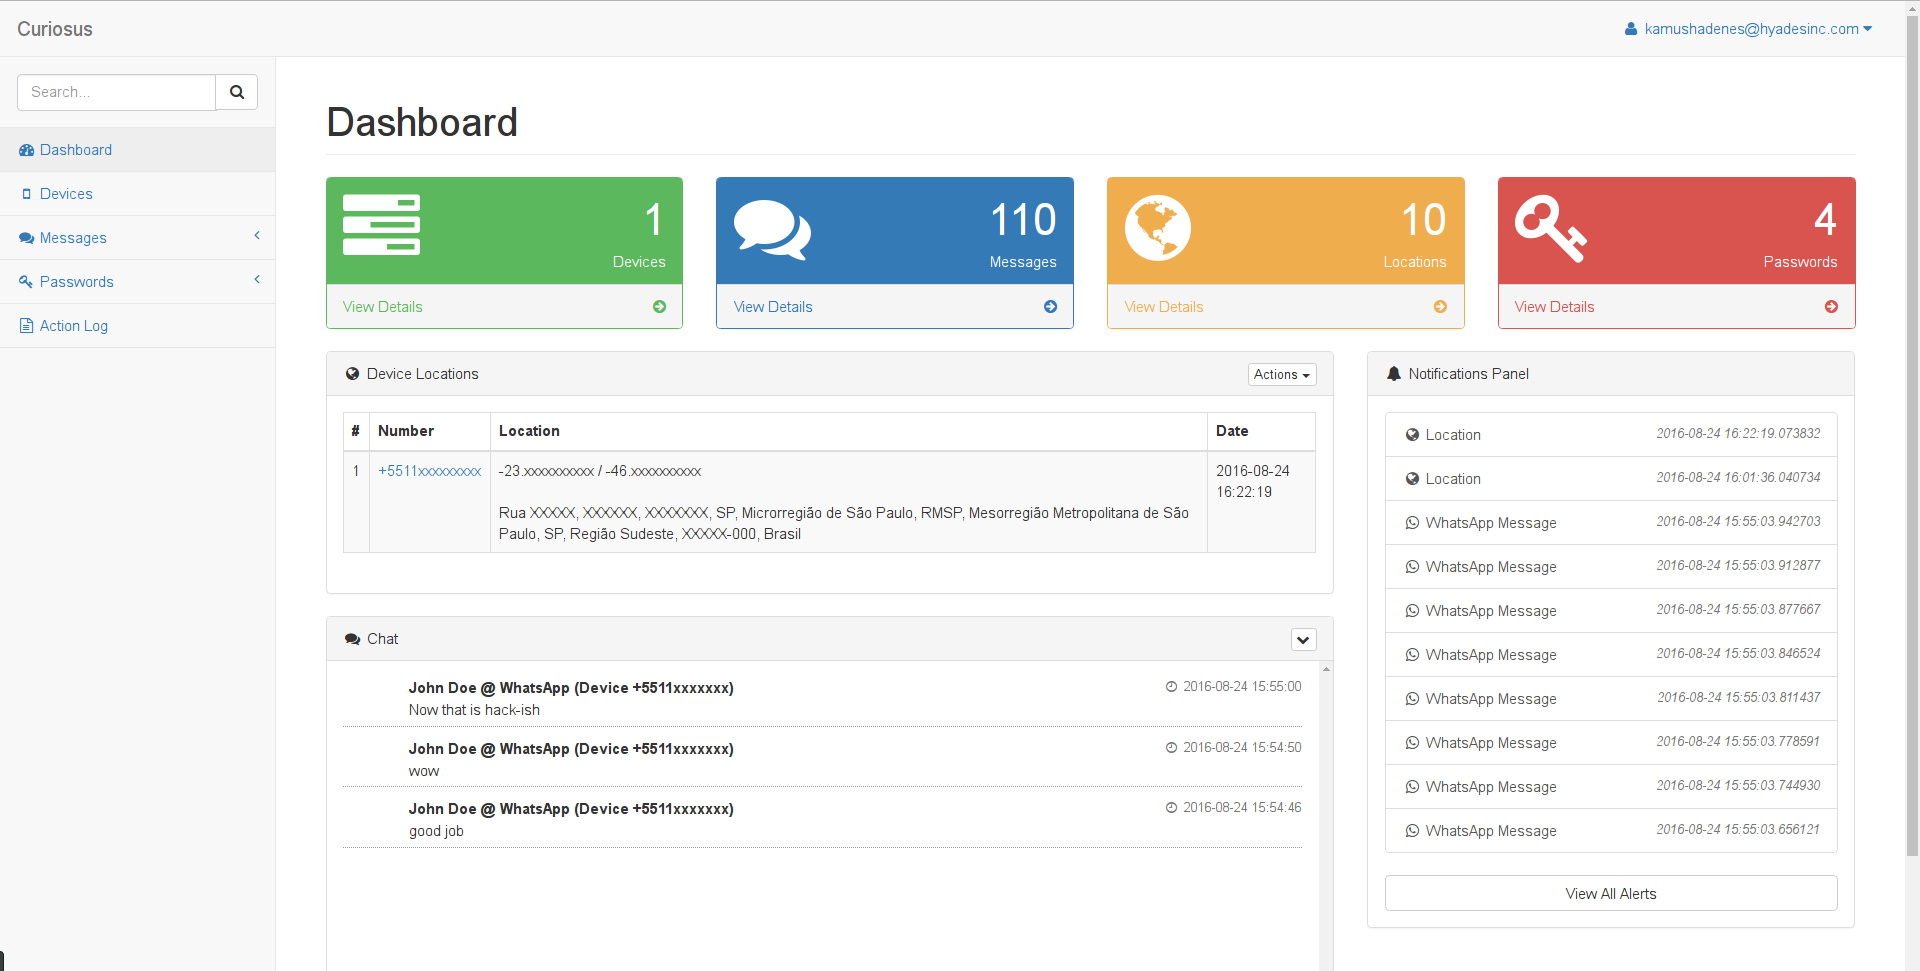 Curiosus
kamushadenes@hyadesinc.com
Search...
Dashboard
Devices
Messages
Passwords
Action Log
Dashboard
1
Devices
View Details
110
Messages
View Details
10
Locations
View Details
4
Passwords
View Details
Device Locations
Actions
# Number Location Date
1 +5511xxxxxxxxx -23.xxxxxxxxxx / -46.xxxxxxxxxx 2016-08-24
16:22:19
Rua XXXXX, XXXXXX, XXXXXXX, SP, Microrregião de São Paulo, RMSP, Mesorregião Metropolitana de São
Paulo, SP, Região Sudeste, XXXXX-000, Brasil
Chat
John Doe @ WhatsApp (Device +5511xxxxxxx) 2016-08-24 15:55:00
Now that is hack-ish
John Doe @ WhatsApp (Device +5511xxxxxxx) 2016-08-24 15:54:50
wow
John Doe @ WhatsApp (Device +5511xxxxxxx) 2016-08-24 15:54:46
good job
Notifications Panel
Location 2016-08-24 16:22:19.073832
Location 2016-08-24 16:01:36.040734
WhatsApp Message 2016-08-24 15:55:03.942703
WhatsApp Message 2016-08-24 15:55:03.912877
WhatsApp Message 2016-08-24 15:55:03.877667
WhatsApp Message 2016-08-24 15:55:03.846524
WhatsApp Message 2016-08-24 15:55:03.811437
WhatsApp Message 2016-08-24 15:55:03.778591
WhatsApp Message 2016-08-24 15:55:03.744930
WhatsApp Message 2016-08-24 15:55:03.656121
View All Alerts